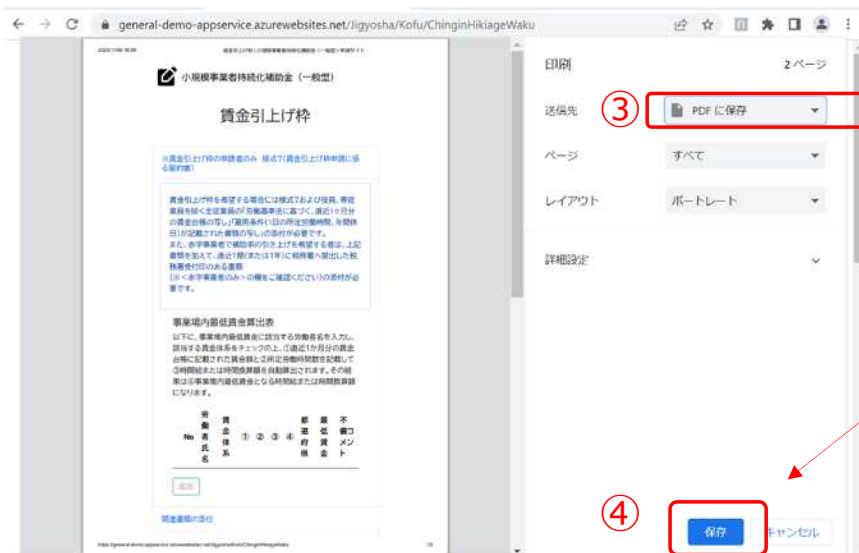 general-demo-appservice.azurewebsites.net/Jigyosha/Kofu/ChinginHikiageWaku
小規模事業者持続化補助金（一般型）
賃金引上げ枠
※賃金引上げ枠の申請者のみ 様式7(賃金引上げ枠申請に係る誓約書)
賃金引上げ枠を希望する場合には様式7および役員、専従
業員を除く全従業員の「労働基準法に基づく、直近1ヶ月分
の賃金台帳の写し」「雇用条件(1日の所定労働時間、年間休
日)が記載された書類の写し」の添付が必要です。
また、赤字事業者で補助率の引き上げを希望する者は、上記
書類を加えて、直近1期(または1年)に税務署へ提出した税
務署受付印のある書類
(※<赤字事業者のみ>の欄をご確認ください)の添付が必
要です。
事業場内最低賃金算出表
以下に、事業場内最低賃金に該当する労働者名を入力し、
該当する賃金体系をチェックの上、①直近1か月分の賃金
台帳に記載された賃金額と②所定労働時間数を記載して
③時間給または時間換算額を自動算出されます。その結
果は④事業場内最低賃金となる時間給または時間換算額
になります。
No 労働者氏名 賃金体系 ① ② ③ ④ 都道府県 最低賃金 不備コメント
追加
関連書類の添付
https://general-demo-appservice.azurewebsites.net/Jigyosha/Kofu/ChinginHikiageWaku 1/2
印刷 2 ページ
送信先 ③ PDF に保存
ページ すべて
レイアウト ポートレート
詳細設定
④ 保存 キャンセル